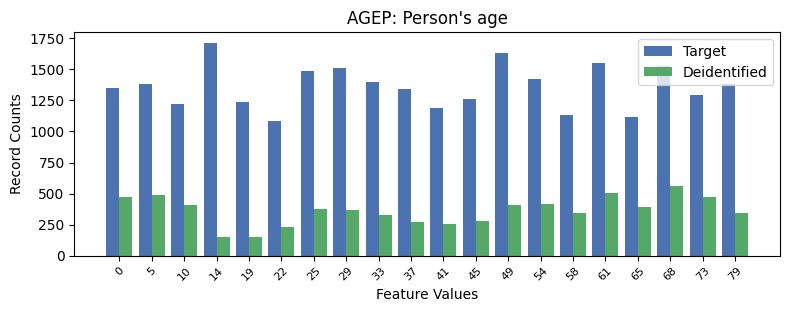 AGEP: Person's age
Record Counts
1750
1500
1250
1000
750
500
250
0
Target
Deidentified
0 5 10 14 19 22 25 29 33 37 41 45 49 54 58 61 65 68 73 79
Feature Values